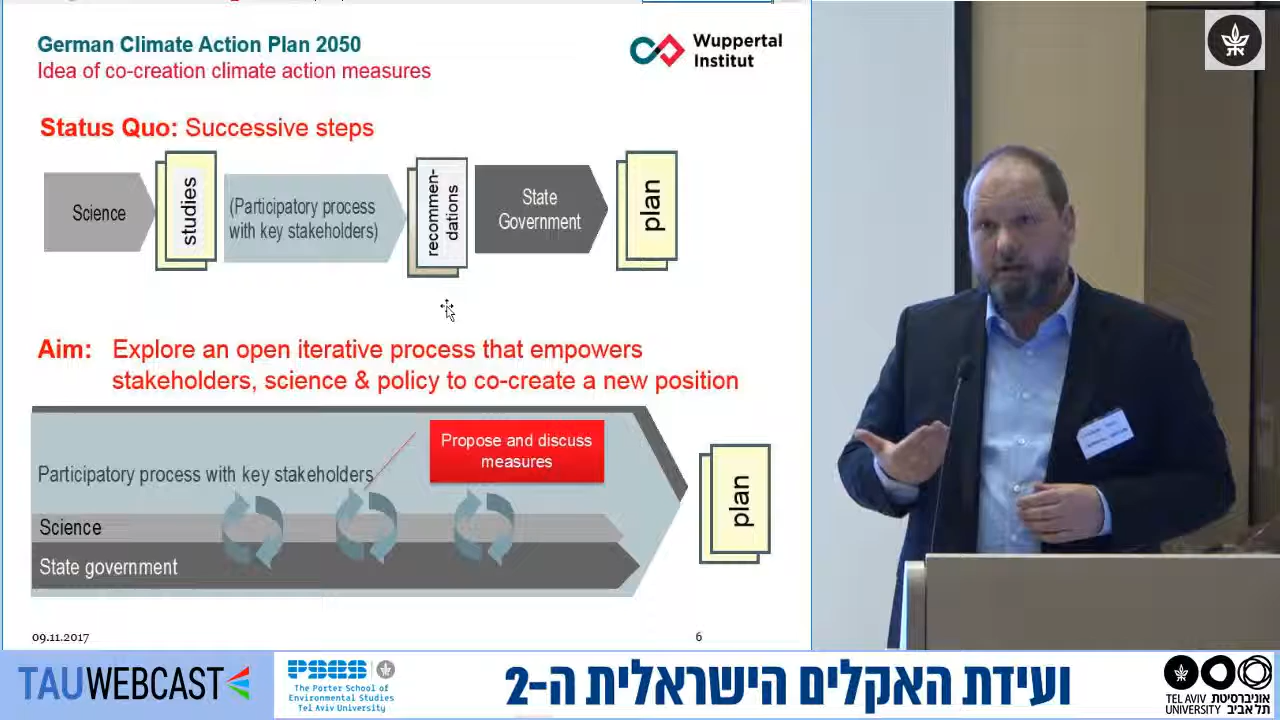 German Climate Action Plan 2050
Idea of co-creation climate action measures
Wuppertal
Institut
Status Quo: Successive steps
Science
studies
(Participatory process
with key stakeholders)
recommen-
dations
State
Government
plan
Aim: Explore an open iterative process that empowers
stakeholders, science & policy to co-create a new position
Propose and discuss
measures
Participatory process with key stakeholders
Science
State government
plan
09.11.2017
6
TAUWEBCAST
PSES
The Porter School of
Environmental Studies
Tel Aviv University
ועידת האקלים הישראלית ה-2
TEL AVIV
UNIVERSITY
אוניברסיטת
תל אביב